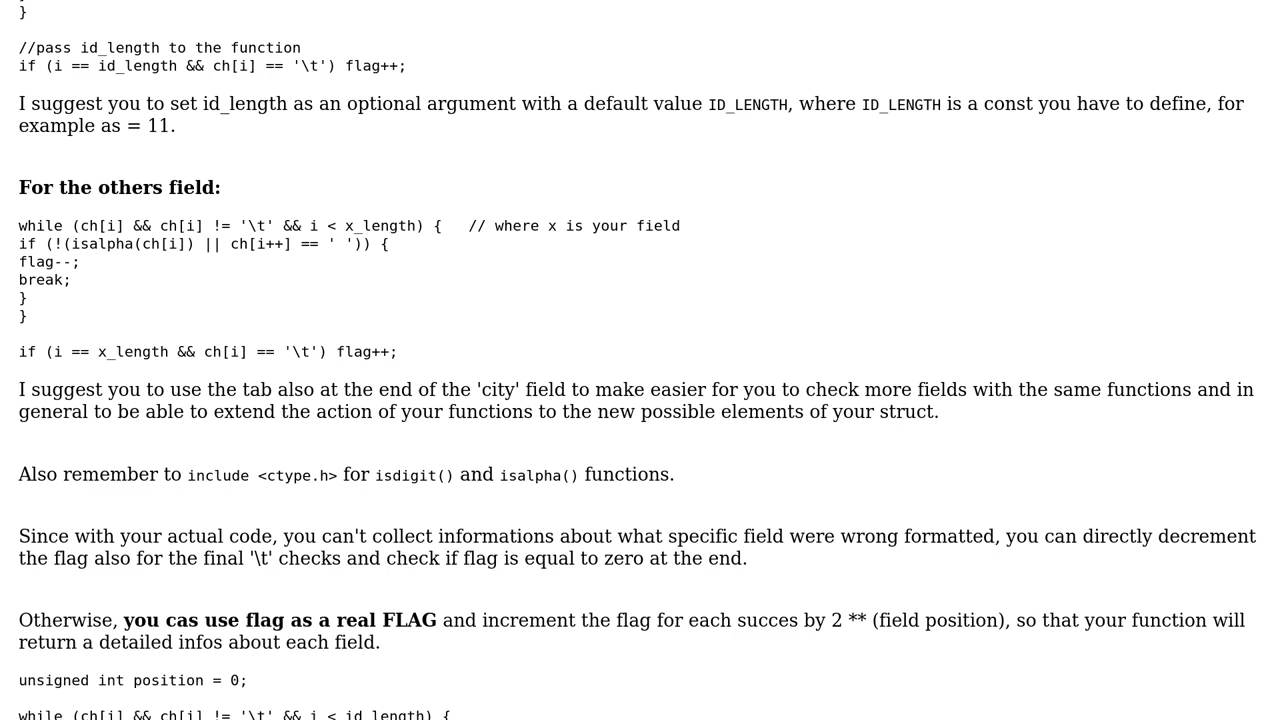 }
//pass id_length to the function
if (i == id_length && ch[i] == '\t') flag++;
I suggest you to set id_length as an optional argument with a default value ID_LENGTH, where ID_LENGTH is a const you have to define, for
example as = 11.
For the others field:
while (ch[i] && ch[i] != '\t' && i < x_length) {   // where x is your field
if (!(isalpha(ch[i]) || ch[i++] == ' ')) {
flag--;
break;
}
}
if (i == x_length && ch[i] == '\t') flag++;
I suggest you to use the tab also at the end of the 'city' field to make easier for you to check more fields with the same functions and in
general to be able to extend the action of your functions to the new possible elements of your struct.
Also remember to include <ctype.h> for isdigit() and isalpha() functions.
Since with your actual code, you can't collect informations about what specific field were wrong formatted, you can directly decrement
the flag also for the final '\t' checks and check if flag is equal to zero at the end.
Otherwise, you cas use flag as a real FLAG and increment the flag for each succes by 2 ** (field position), so that your function will
return a detailed infos about each field.
unsigned int position = 0;
while (ch[i] && ch[i] != '\t' && i < id_length) {